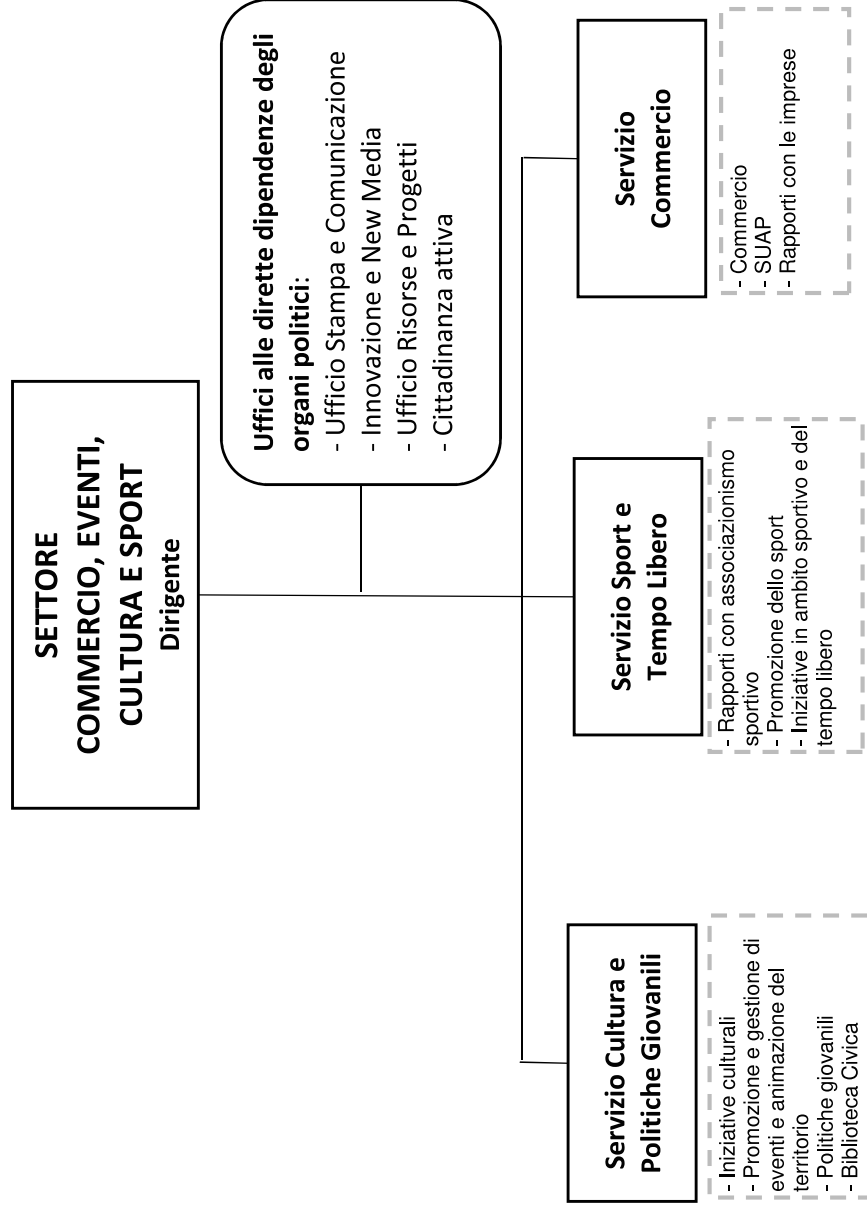 SETTORE
COMMERCIO, EVENTI,
CULTURA E SPORT
Dirigente
Uffici alle dirette dipendenze degli
organi politici:
- Ufficio Stampa e Comunicazione
- Innovazione e New Media
- Ufficio Risorse e Progetti
- Cittadinanza attiva
Servizio Cultura e
Politiche Giovanili
- Iniziative culturali
- Promozione e gestione di
eventi e animazione del
territorio
- Politiche giovanili
- Biblioteca Civica
Servizio Sport e
Tempo Libero
- Rapporti con associazionismo
sportivo
- Promozione dello sport
- Iniziative in ambito sportivo e del
tempo libero
Servizio
Commercio
- Commercio
- SUAP
- Rapporti con le imprese